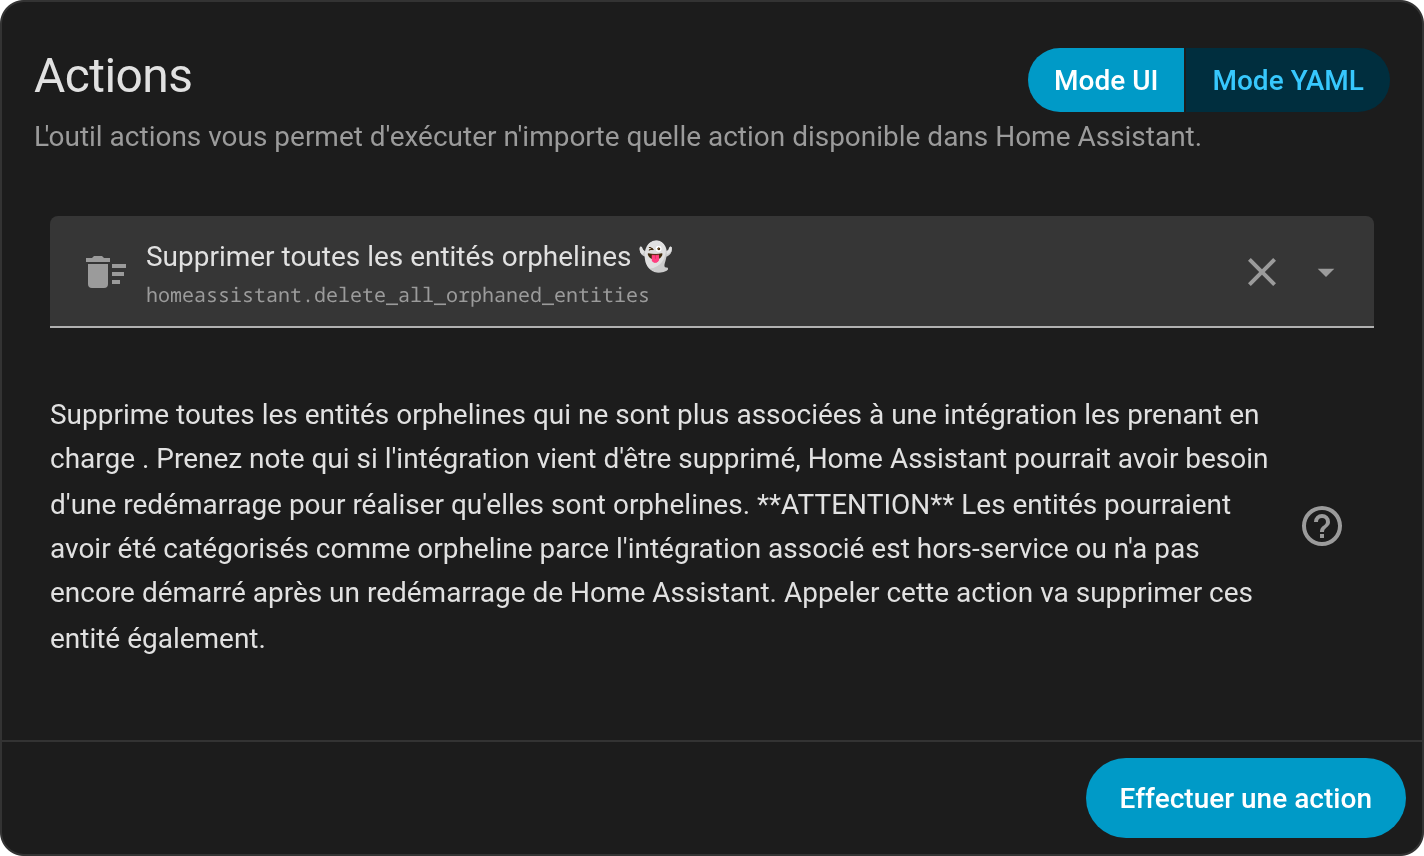 Actions
Mode UI
Mode YAML
L'outil actions vous permet d'exécuter n'importe quelle action disponible dans Home Assistant.
Supprimer toutes les entités orphelines 👻
homeassistant.delete_all_orphaned_entities
Supprime toutes les entités orphelines qui ne sont plus associées à une intégration les prenant en
charge . Prenez note qui si l'intégration vient d'être supprimé, Home Assistant pourrait avoir besoin
d'une redémarrage pour réaliser qu'elles sont orphelines. **ATTENTION** Les entités pourraient
avoir été catégorisés comme orpheline parce l'intégration associé est hors-service ou n'a pas
encore démarré après un redémarrage de Home Assistant. Appeler cette action va supprimer ces
entité également.
Effectuer une action